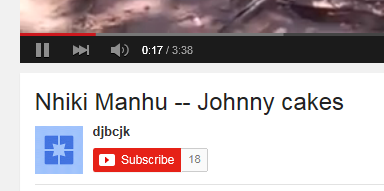 0:17 / 3:38
Nhiki Manhu -- Johnny cakes
djbcjk
Subscribe 18